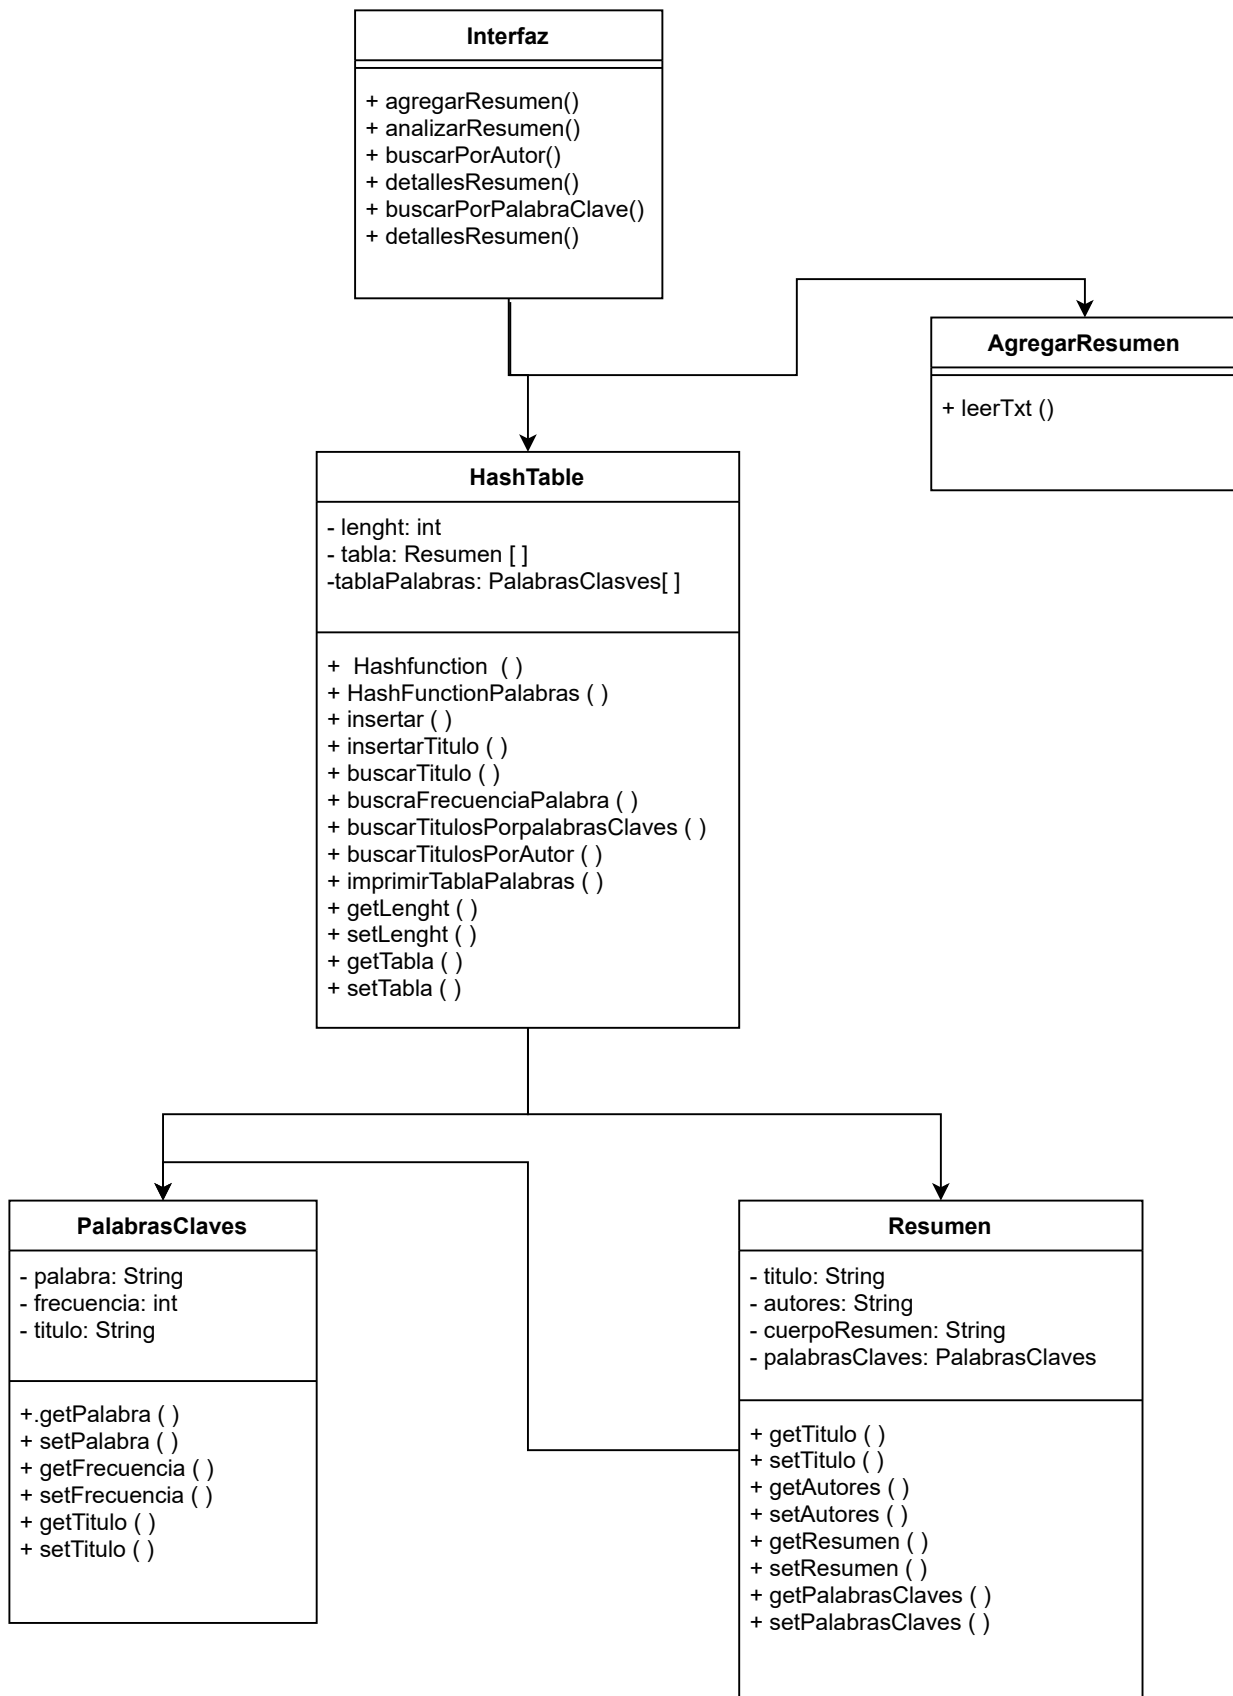 Interfaz
+ agregarResumen()
+ analizarResumen()
+ buscarPorAutor()
+ detallesResumen()
+ buscarPorPalabraClave()
+ detallesResumen()
AgregarResumen
+ leerTxt ()
HashTable
- lenght: int
- tabla: Resumen [ ]
-tablaPalabras: PalabrasClasves[ ]
+  Hashfunction  ( )
+ HashFunctionPalabras ( )
+ insertar ( )
+ insertarTitulo ( )
+ buscarTitulo ( )
+ buscraFrecuenciaPalabra ( )
+ buscarTitulosPorpalabrasClaves ( )
+ buscarTitulosPorAutor ( )
+ imprimirTablaPalabras ( )
+ getLenght ( )
+ setLenght ( )
+ getTabla ( )
+ setTabla ( )
PalabrasClaves
- palabra: String
- frecuencia: int
- titulo: String
+.getPalabra ( )
+ setPalabra ( )
+ getFrecuencia ( )
+ setFrecuencia ( )
+ getTitulo ( )
+ setTitulo ( )
Resumen
- titulo: String
- autores: String
- cuerpoResumen: String
- palabrasClaves: PalabrasClaves
+ getTitulo ( )
+ setTitulo ( )
+ getAutores ( )
+ setAutores ( )
+ getResumen ( )
+ setResumen ( )
+ getPalabrasClaves ( )
+ setPalabrasClaves ( )